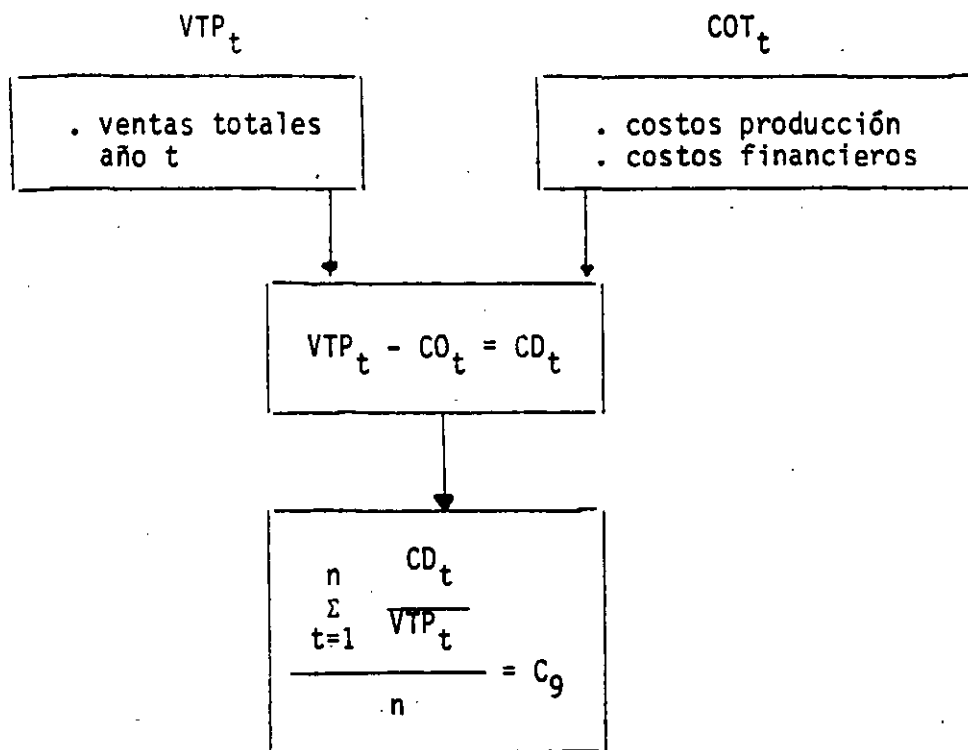 VTP_t
COT_t
. ventas totales
año t
. costos producción
. costos financieros
VTP_t - CO_t = CD_t
n
Σ
t=1
CD_t
VTP_t
n
= C_9